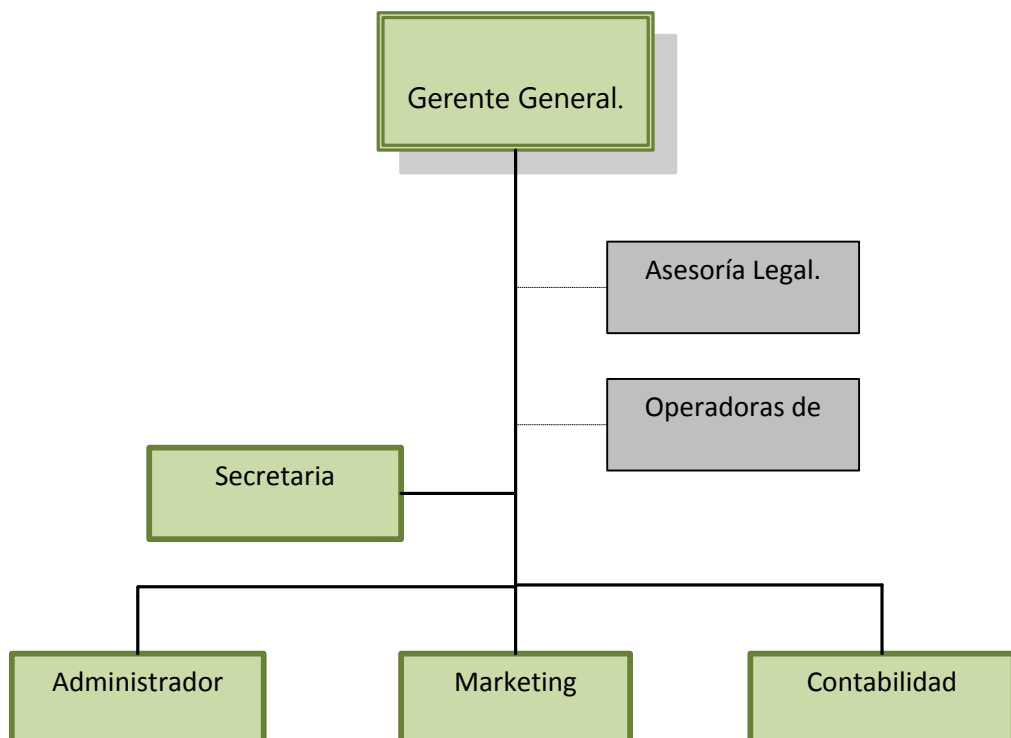 Gerente General.
Asesoría Legal.
Operadoras de
Secretaria
Administrador
Marketing
Contabilidad